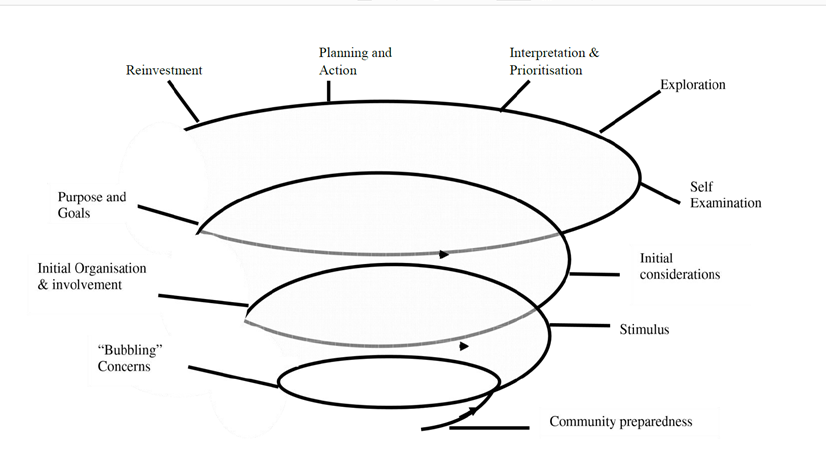 Planning and
Action
Interpretation &
Prioritisation
Reinvestment
Exploration
Purpose and
Goals
Self
Examination
Initial Organisation
& involvement
Initial
considerations
Stimulus
“Bubbling”
Concerns
Community preparedness